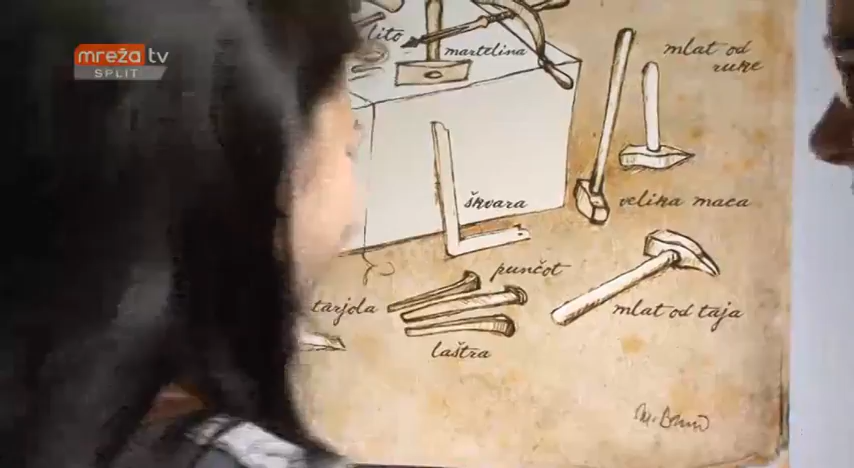 mreža tv
SPLIT
lito
martelina
mlat od
ruke
škvara
velika maca
punčot
tarjola
mlat od taja
laštra